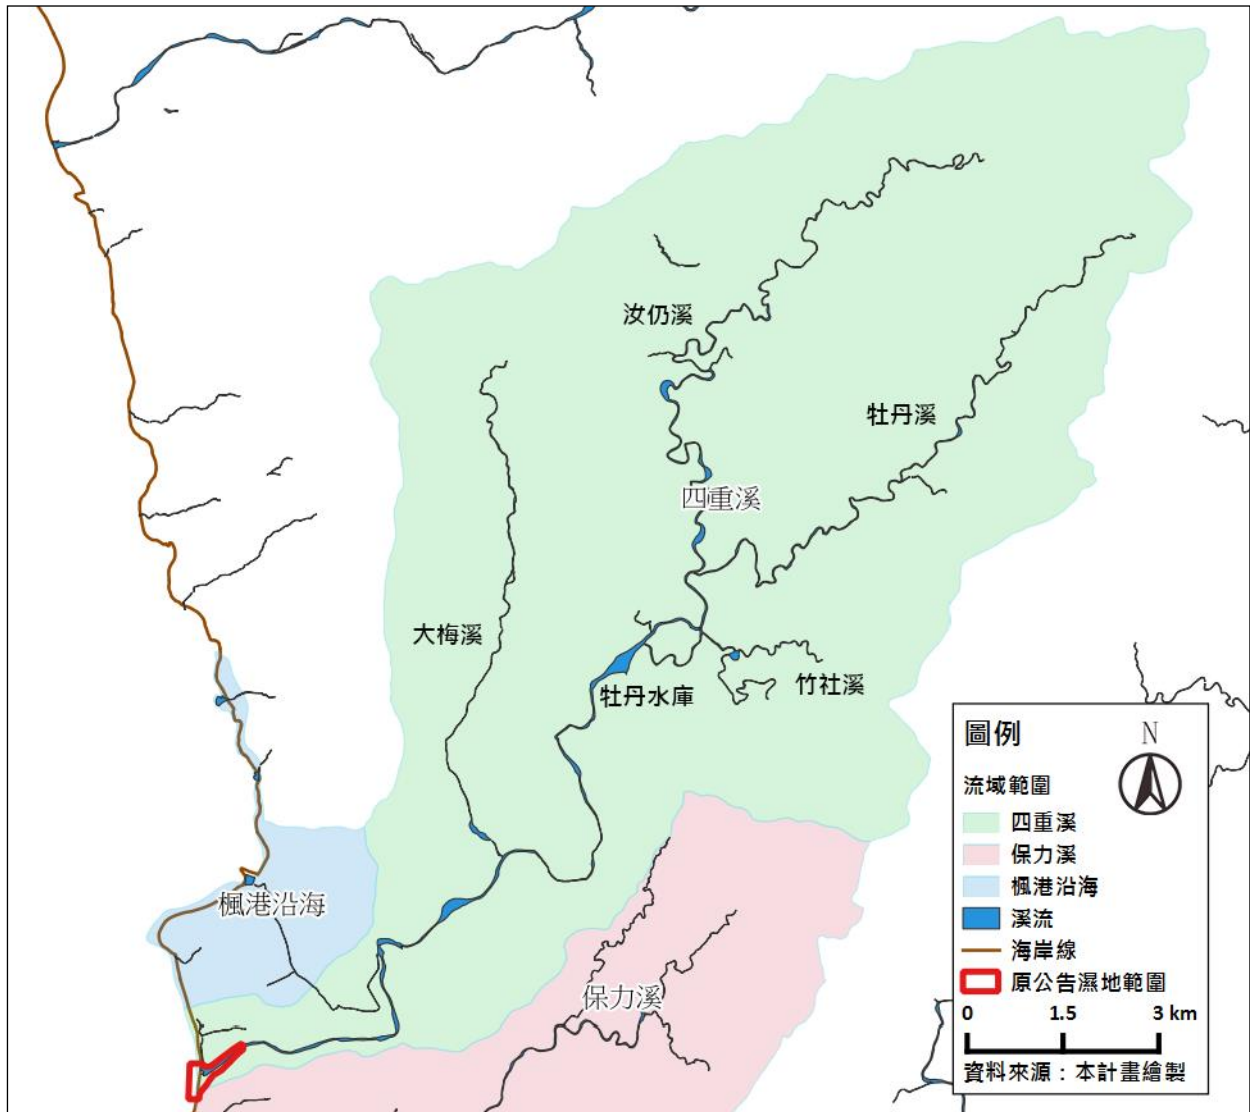 汝仍溪
牡丹溪
四重溪
大梅溪
牡丹水庫
竹社溪
楓港沿海
保力溪
圖例
N
流域範圍
四重溪
保力溪
楓港沿海
溪流
海岸線
原公告濕地範圍
0 1.5 3 km
資料來源：本計畫繪製